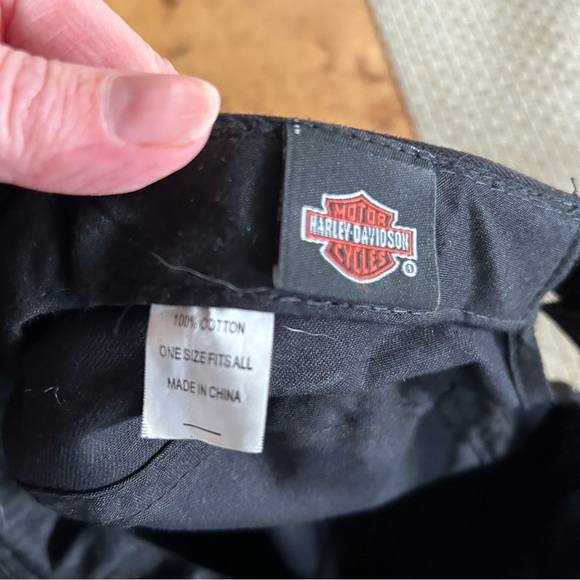 MOTOR
HARLEY-DAVIDSON
CYCLES
®
100% COTTON
ONE SIZE FITS ALL
MADE IN CHINA